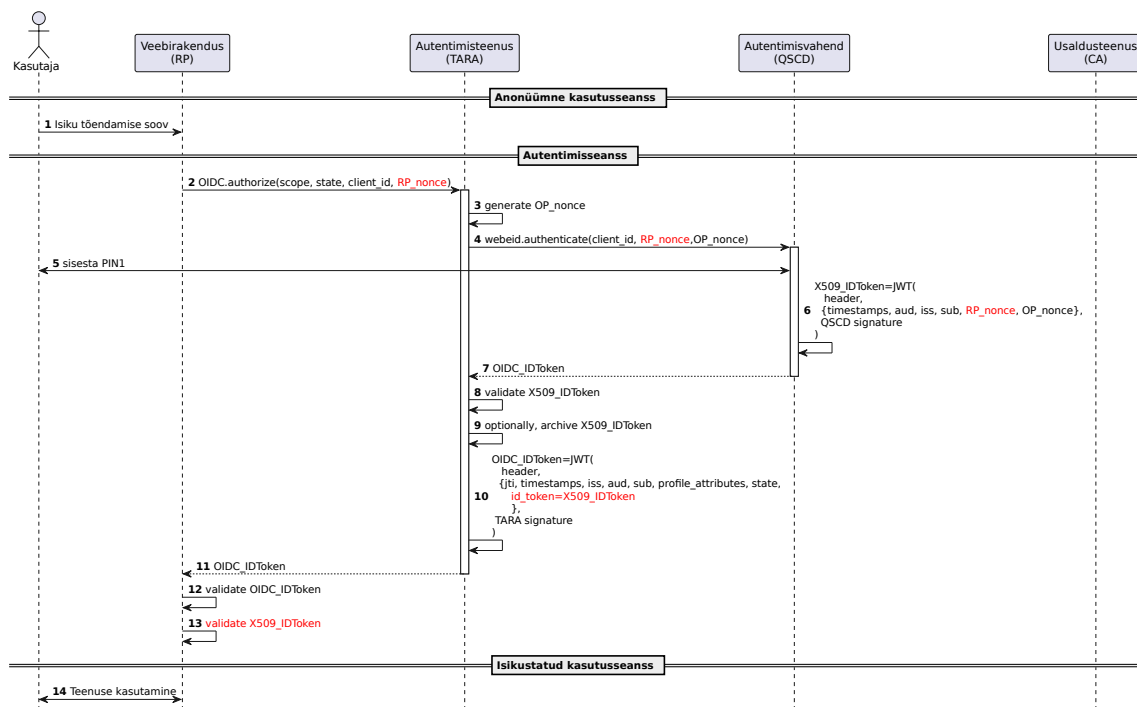 Kasutaja
Veebirakendus
(RP)
Autentimisteenus
(TARA)
Autentimisvahend
(QSCD)
Usaldusteenus
(CA)
Anonüümne kasutusseanss
1 Isiku tõendamise soov
Autentimisseanss
2 OIDC.authorize(scope, state, client_id, RP_nonce)
3 generate OP_nonce
4 webeid.authenticate(client_id, RP_nonce,OP_nonce)
5 sisesta PIN1
X509_IDToken=JWT(
header,
6 {timestamps, aud, iss, sub, RP_nonce, OP_nonce},
QSCD signature
)
7 OIDC_IDToken
8 validate X509_IDToken
9 optionally, archive X509_IDToken
OIDC_IDToken=JWT(
header,
{jti, timestamps, iss, aud, sub, profile_attributes, state,
10 id_token=X509_IDToken
},
TARA signature
)
11 OIDC_IDToken
12 validate OIDC_IDToken
13 validate X509_IDToken
Isikustatud kasutusseanss
14 Teenuse kasutamine